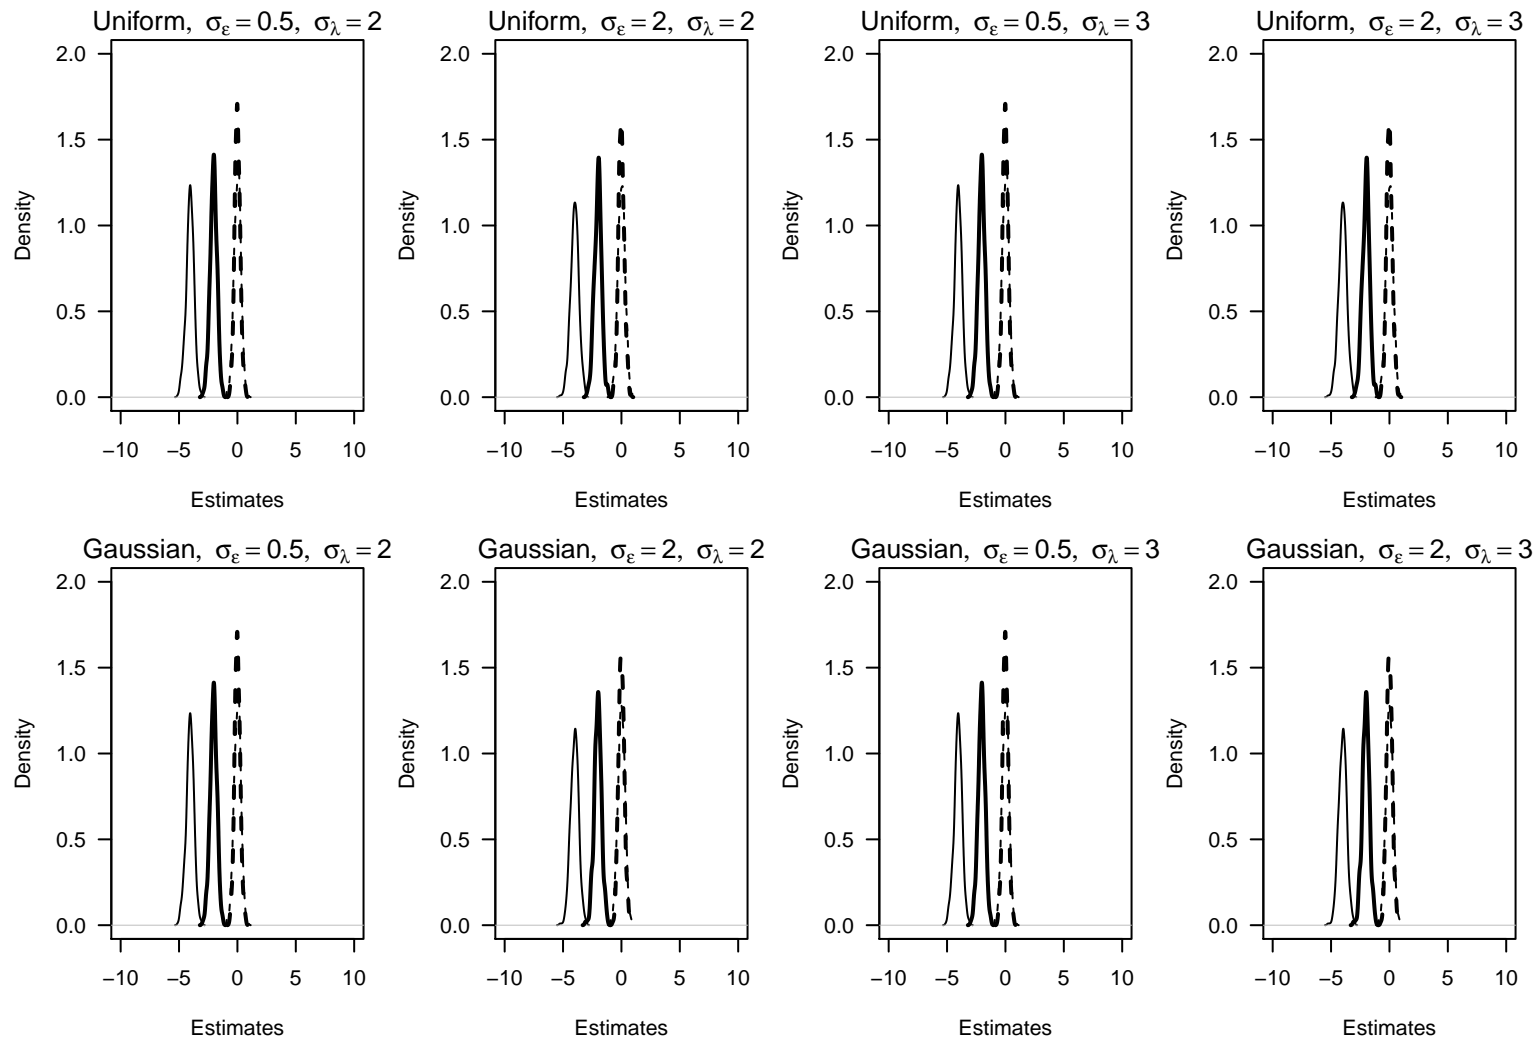 Uniform, σε = 0.5, σλ = 2
2.0
1.5
1.0
0.5
0.0
Density
−10 −5 0 5 10
Estimates
Uniform, σε = 2, σλ = 2
2.0
1.5
1.0
0.5
0.0
Density
−10 −5 0 5 10
Estimates
Uniform, σε = 0.5, σλ = 3
2.0
1.5
1.0
0.5
0.0
Density
−10 −5 0 5 10
Estimates
Uniform, σε = 2, σλ = 3
2.0
1.5
1.0
0.5
0.0
Density
−10 −5 0 5 10
Estimates
Gaussian, σε = 0.5, σλ = 2
2.0
1.5
1.0
0.5
0.0
Density
−10 −5 0 5 10
Estimates
Gaussian, σε = 2, σλ = 2
2.0
1.5
1.0
0.5
0.0
Density
−10 −5 0 5 10
Estimates
Gaussian, σε = 0.5, σλ = 3
2.0
1.5
1.0
0.5
0.0
Density
−10 −5 0 5 10
Estimates
Gaussian, σε = 2, σλ = 3
2.0
1.5
1.0
0.5
0.0
Density
−10 −5 0 5 10
Estimates